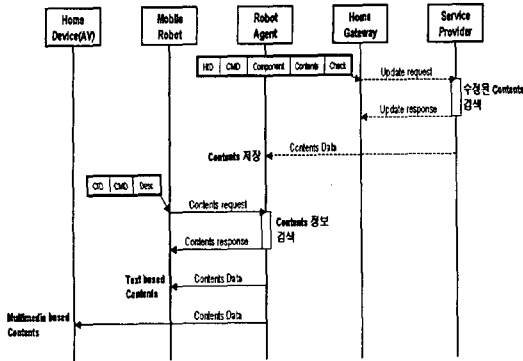 Home
Device(AV)
Mobile
Robot
Robot
Agent
Home
Gateway
Service
Provider
HID CMD Component Contents Check
Update request
수정된 Contents
검색
Update response
Contents Data
Contents 저장
CID CMD Desc
Contents request
Contents 정보
검색
Contents response
Text based
Contents
Contents Data
Contents Data
Multimedia based
Contents